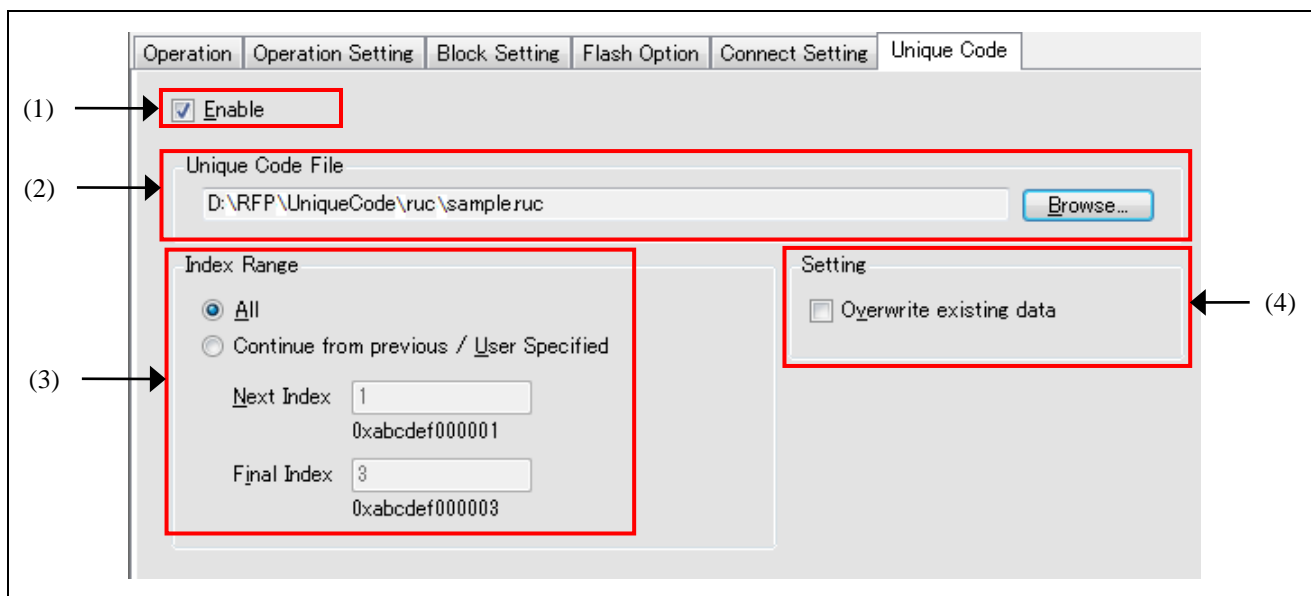 Operation Operation Setting Block Setting Flash Option Connect Setting Unique Code
(1) Enable
Unique Code File
(2) D:\RFP\UniqueCode\ruc\sample.ruc Browse...
Index Range
All
Continue from previous / User Specified
(3)
Next Index 1
0xabcdef000001
Final Index 3
0xabcdef000003
Setting
Overwrite existing data (4)